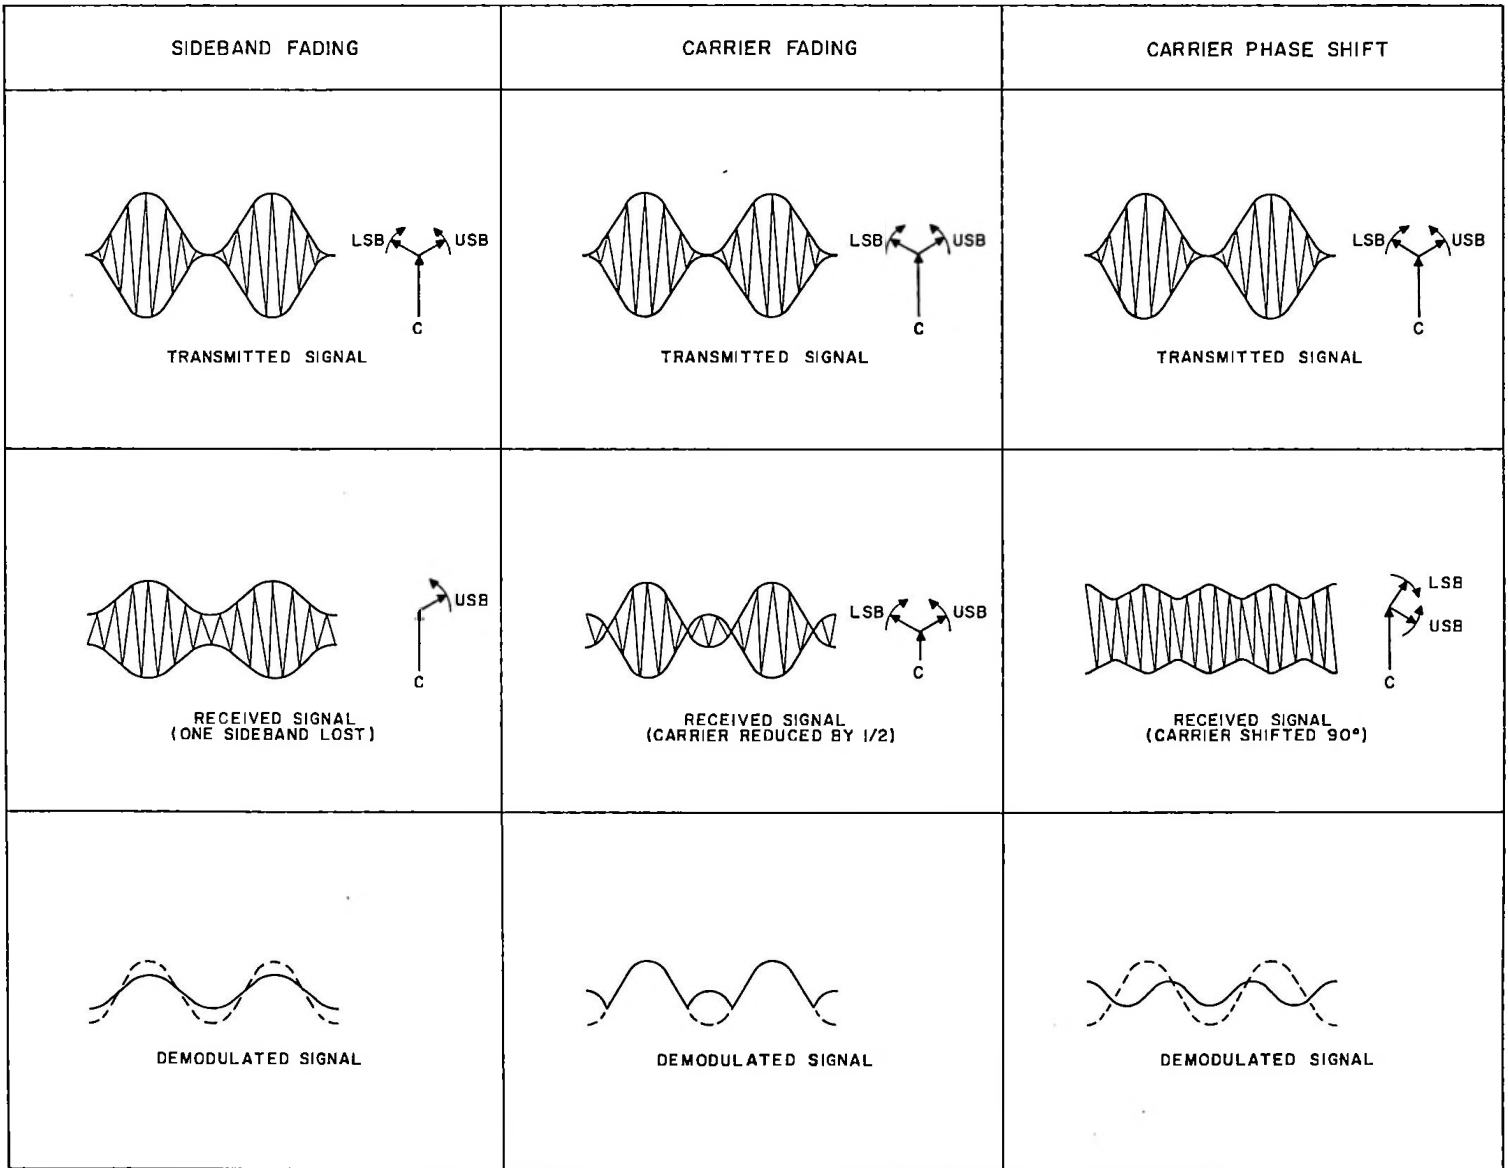 SIDEBAND FADING
CARRIER FADING
CARRIER PHASE SHIFT
LSB USB
C
TRANSMITTED SIGNAL
LSB USB
C
TRANSMITTED SIGNAL
LSB USB
C
TRANSMITTED SIGNAL
USB
C
RECEIVED SIGNAL
(ONE SIDEBAND LOST)
LSB USB
C
RECEIVED SIGNAL
(CARRIER REDUCED BY 1/2)
LSB
USB
C
RECEIVED SIGNAL
(CARRIER SHIFTED 90°)
DEMODULATED SIGNAL
DEMODULATED SIGNAL
DEMODULATED SIGNAL